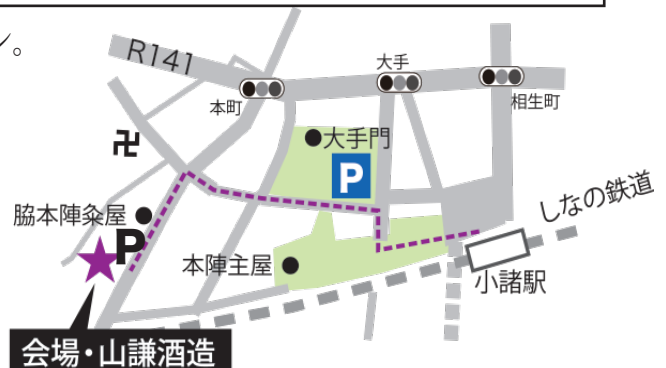 ン。
R141
本町
大手
相生町
卍
大手門
P
脇本陣粂屋
P
本陣主屋
しなの鉄道
小諸駅
会場・山謙酒造